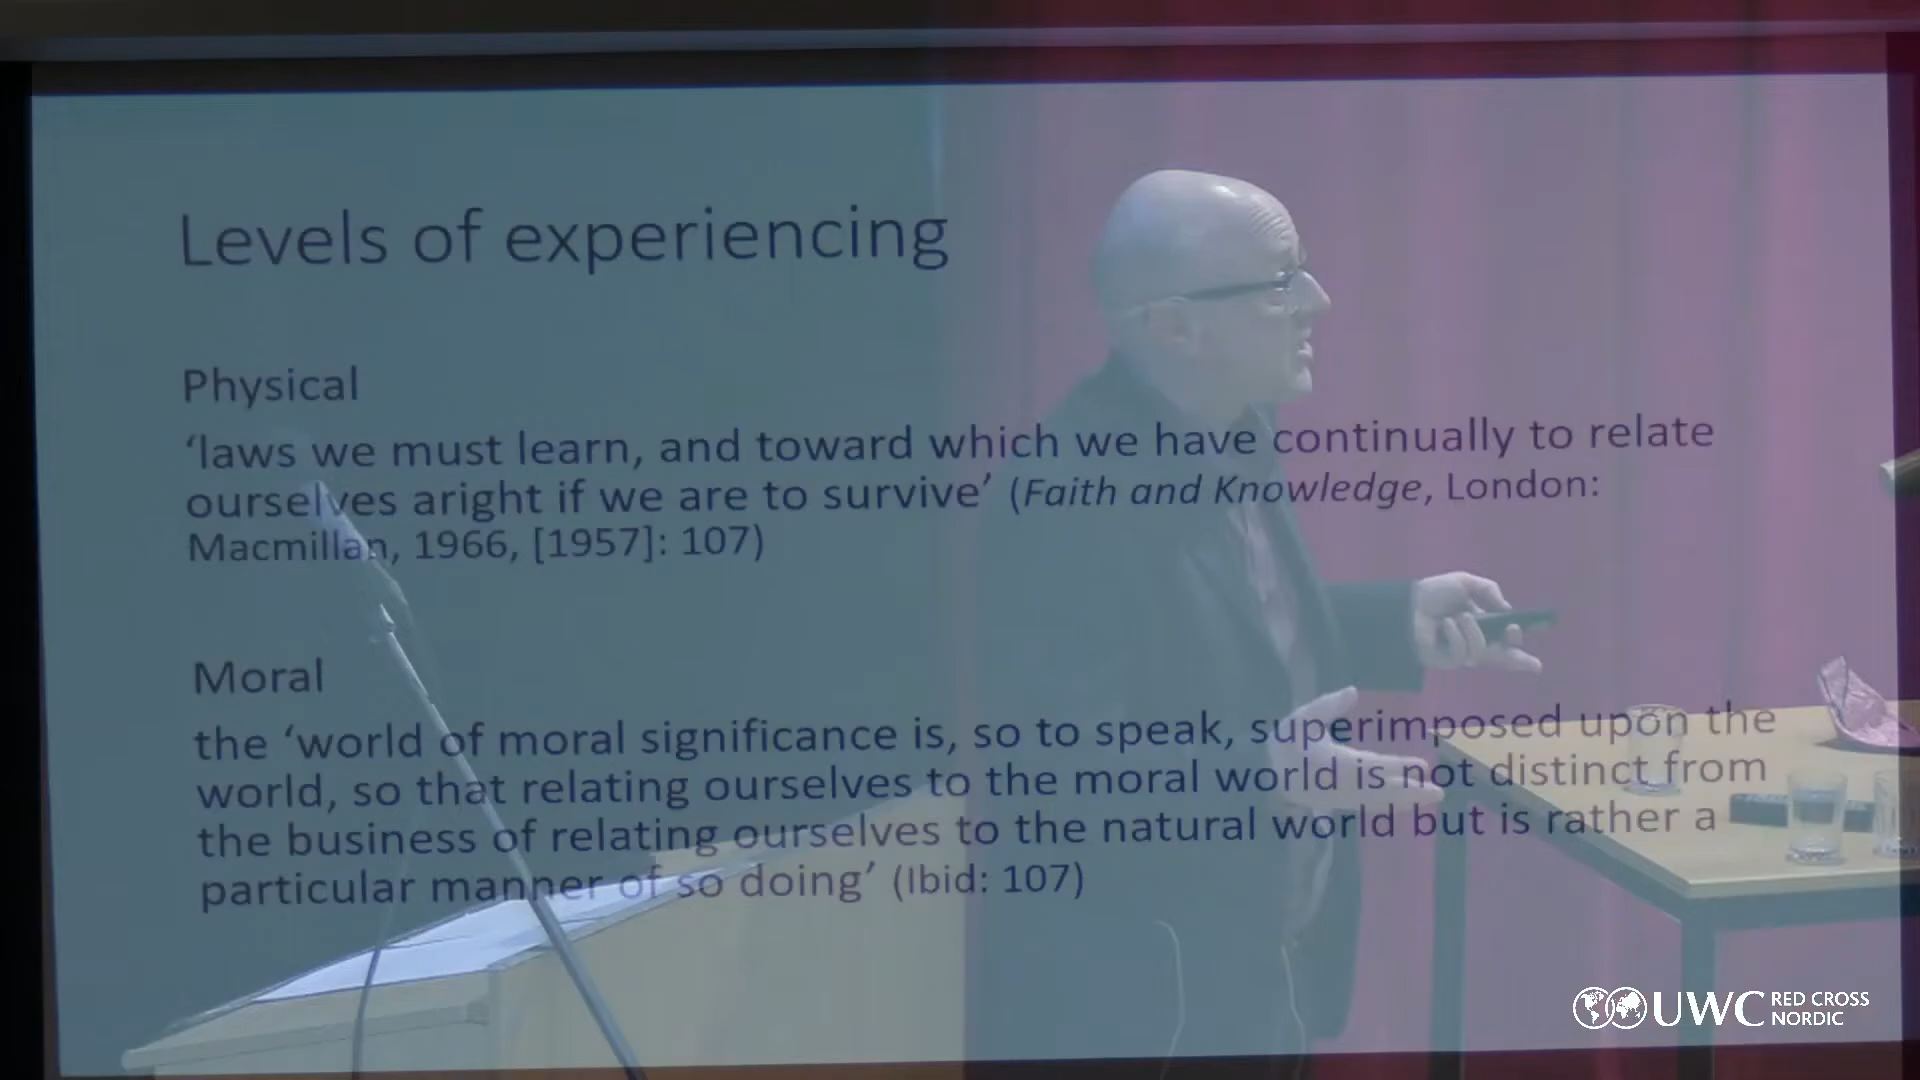 Levels of experiencing
Physical
‘laws we must learn, and toward which we have continually to relate
ourselves aright if we are to survive’ (Faith and Knowledge, London:
Macmillan, 1966, [1957]: 107)
Moral
the ‘world of moral significance is, so to speak, superimposed upon the
world, so that relating ourselves to the moral world is not distinct from
the business of relating ourselves to the natural world but is rather a
particular manner of so doing’ (Ibid: 107)
UWC RED CROSS
NORDIC